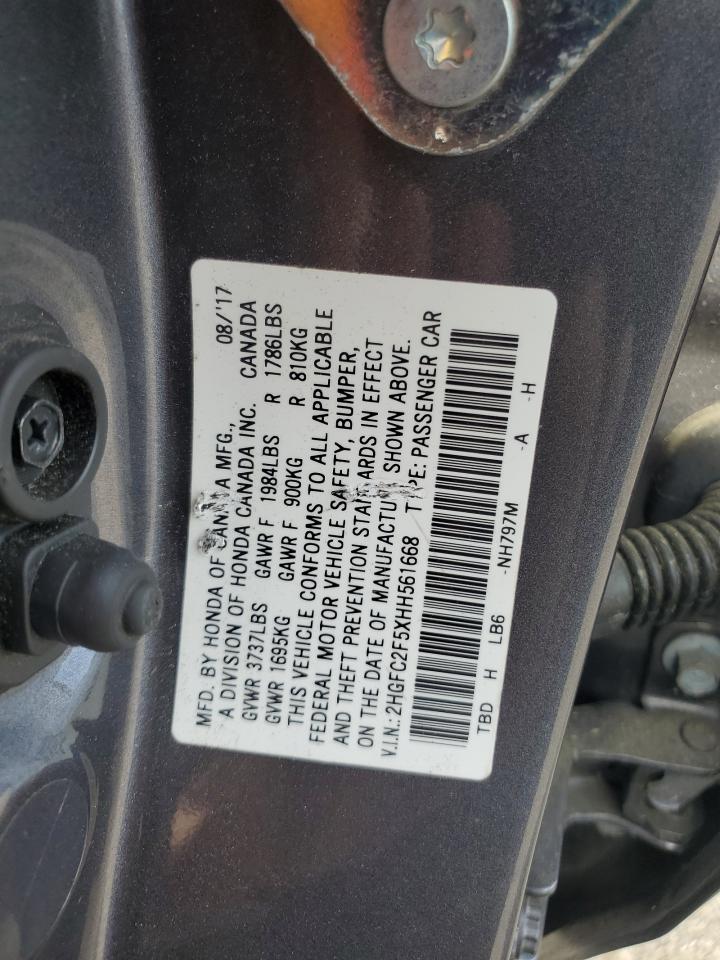 MFD. BY HONDA OF CANADA MFG., 08/'17
A DIVISION OF HONDA CANADA INC. CANADA
GVWR 3737LBS GAWR F 1984LBS R 1786LBS
GVWR 1695KG GAWR F 900KG R 810KG
THIS VEHICLE CONFORMS TO ALL APPLICABLE
FEDERAL MOTOR VEHICLE SAFETY, BUMPER,
AND THEFT PREVENTION STANDARDS IN EFFECT
ON THE DATE OF MANUFACTURE SHOWN ABOVE.
V.I.N.: 2HGFC2F5XHH561668 TYPE: PASSENGER CAR
TBD H LB6 -NH797M -A -H